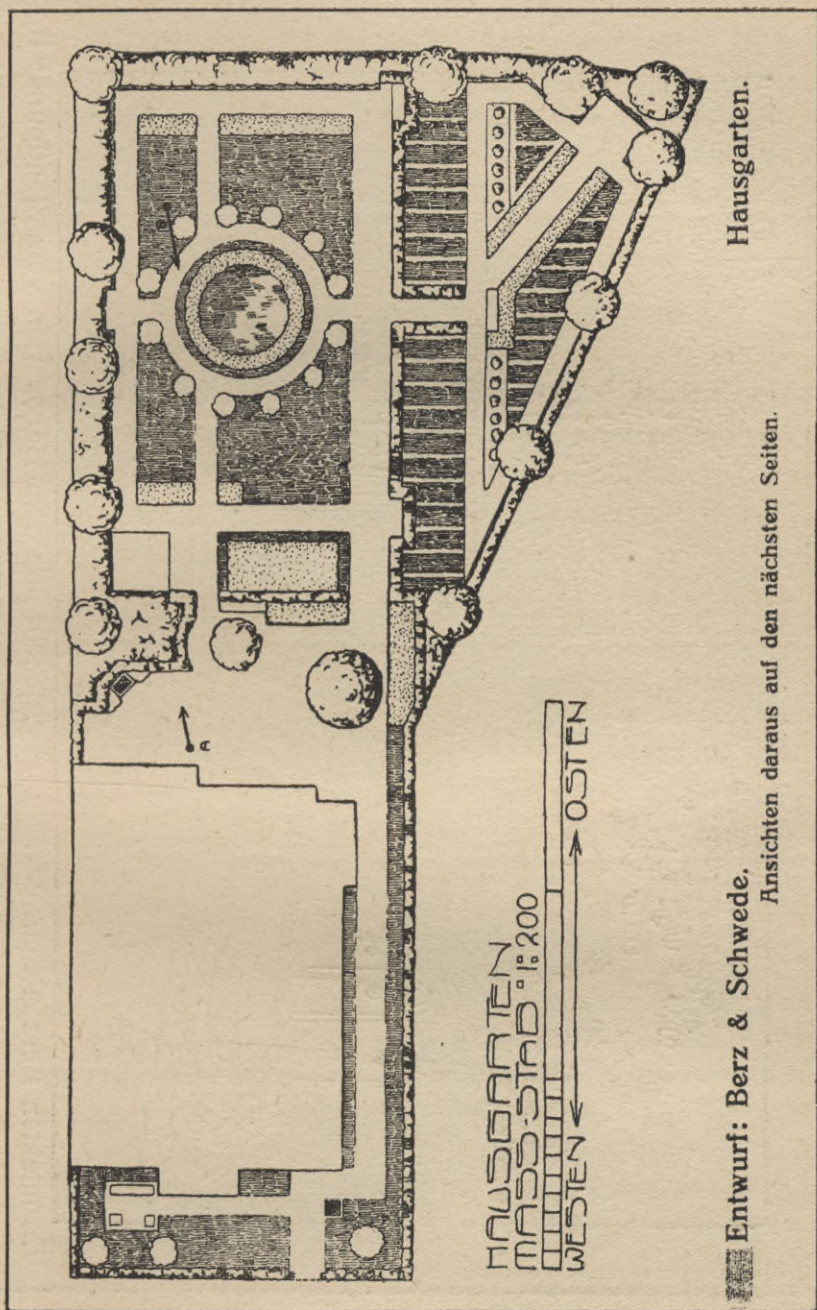 HAUSGARTEN
MASS-STAB 1:200
WESTEN OSTEN
Entwurf: Berz & Schwede. Hausgarten.
Ansichten daraus auf den nächsten Seiten.